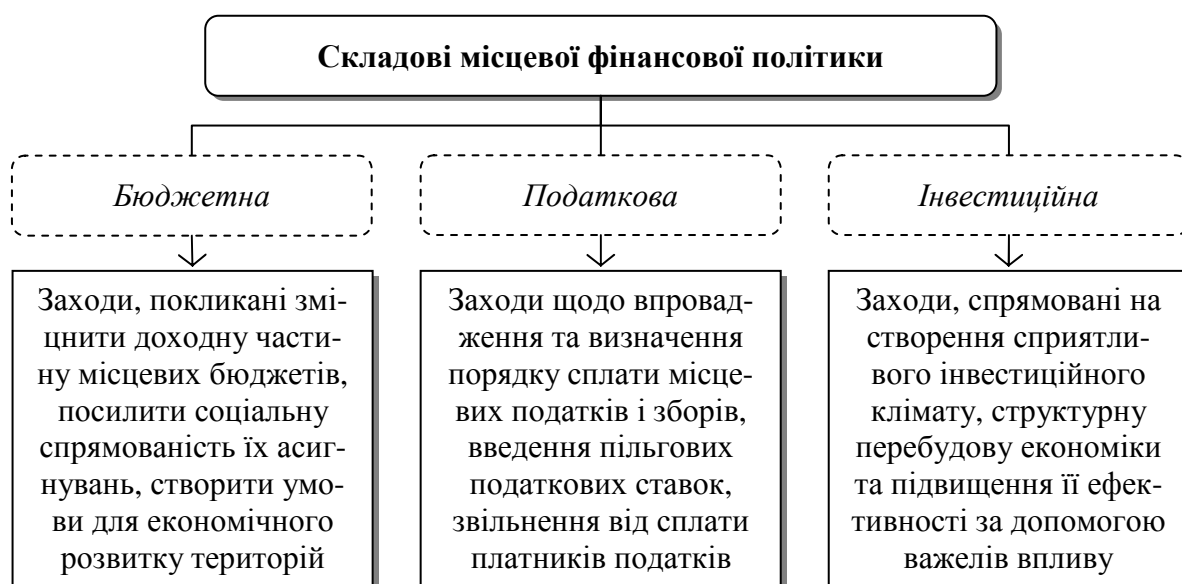 Складові місцевої фінансової політики
Бюджетна
Податкова
Інвестиційна
Заходи, покликані змі-
цнити доходну части-
ну місцевих бюджетів,
посилити соціальну
спрямованість їх асиг-
нувань, створити умо-
ви для економічного
розвитку територій
Заходи щодо впровад-
ження та визначення
порядку сплати місце-
вих податків і зборів,
введення пільгових
податкових ставок,
звільнення від сплати
платників податків
Заходи, спрямовані на
створення сприятли-
вого інвестиційного
клімату, структурну
перебудову економіки
та підвищення її ефек-
тивності за допомогою
важелів впливу